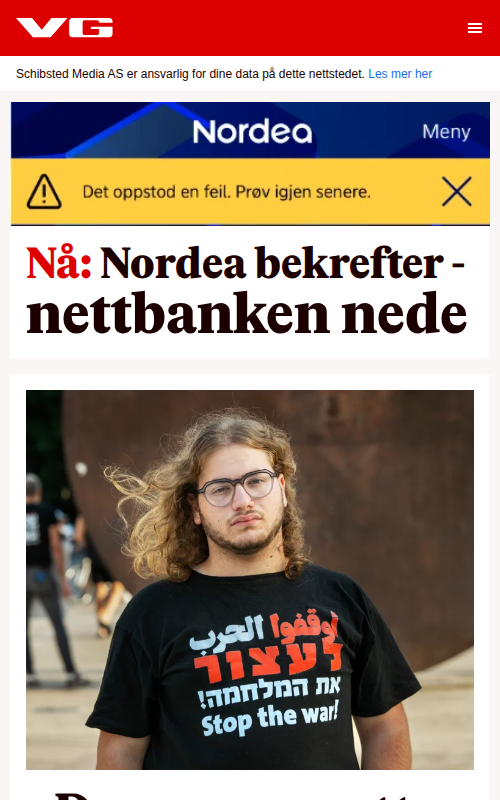 VG
Schibsted Media AS er ansvarlig for dine data på dette nettstedet. Les mer her
Nordea
Meny
Det oppstod en feil. Prøv igjen senere.
Nå: Nordea bekrefter -
nettbanken nede
اوقفوا الحرب
לעצור
את המלחמה!
Stop the war!